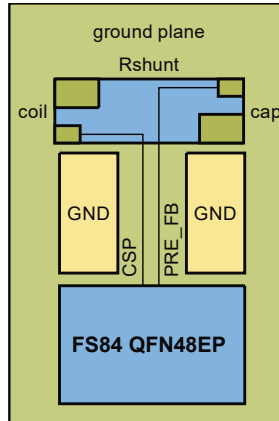 ground plane
Rshunt
coil
cap
GND
GND
CSP
PRE_FB
FS84 QFN48EP